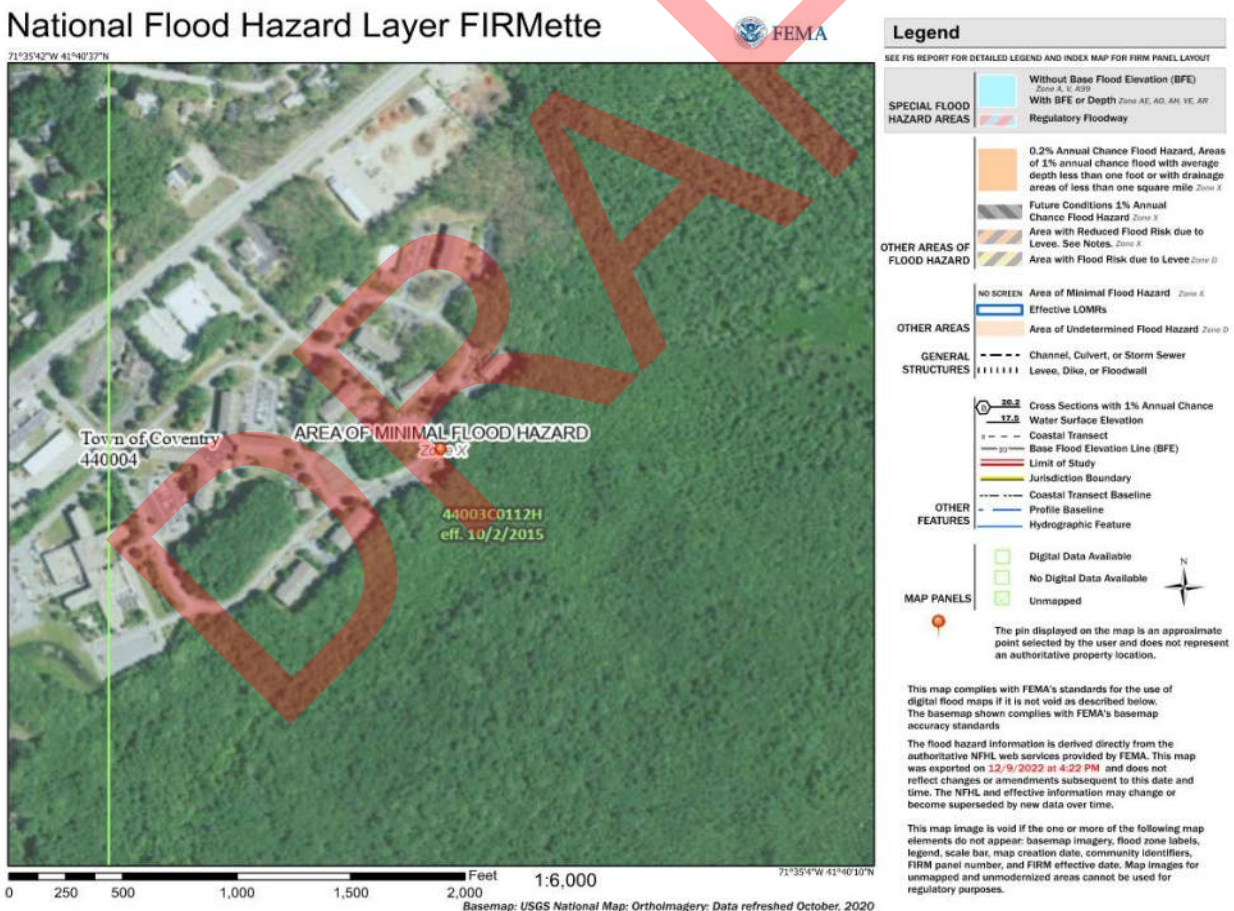 National Flood Hazard Layer FIRMette
FEMA
71°35'42"W 41°40'37"N
Town of Coventry
440004
AREA OF MINIMAL FLOOD HAZARD
Zone X
44003C0112H
eff. 10/2/2015
DRA
0 250 500 1,000 1,500 2,000
Feet
1:6,000
71°35'4"W 41°40'10"N
Basemap: USGS National Map: Orthoimagery: Data refreshed October, 2020
Legend
SEE FIS REPORT FOR DETAILED LEGEND AND INDEX MAP FOR FIRM PANEL LAYOUT
SPECIAL FLOOD
HAZARD AREAS
Without Base Flood Elevation (BFE)
Zone A, V, A99
With BFE or Depth Zone AE, AO, AH, VE, AR
Regulatory Floodway
OTHER AREAS OF
FLOOD HAZARD
0.2% Annual Chance Flood Hazard, Areas
of 1% annual chance flood with average
depth less than one foot or with drainage
areas of less than one square mile Zone X
Future Conditions 1% Annual
Chance Flood Hazard Zone X
Area with Reduced Flood Risk due to
Levee. See Notes. Zone X
Area with Flood Risk due to Levee Zone D
OTHER AREAS
NO SCREEN Area of Minimal Flood Hazard Zone X
Effective LOMRs
Area of Undetermined Flood Hazard Zone D
GENERAL
STRUCTURES
Channel, Culvert, or Storm Sewer
Levee, Dike, or Floodwall
OTHER
FEATURES
B 20.2 Cross Sections with 1% Annual Chance
17.5 Water Surface Elevation
8 Coastal Transect
Base Flood Elevation Line (BFE)
Limit of Study
Jurisdiction Boundary
Coastal Transect Baseline
Profile Baseline
Hydrographic Feature
MAP PANELS
Digital Data Available
No Digital Data Available
Unmapped
N
The pin displayed on the map is an approximate
point selected by the user and does not represent
an authoritative property location.
This map complies with FEMA's standards for the use of
digital flood maps if it is not void as described below.
The basemap shown complies with FEMA's basemap
accuracy standards
The flood hazard information is derived directly from the
authoritative NFHL web services provided by FEMA. This map
was exported on 12/9/2022 at 4:22 PM and does not
reflect changes or amendments subsequent to this date and
time. The NFHL and effective information may change or
become superseded by new data over time.
This map image is void if the one or more of the following map
elements do not appear: basemap imagery, flood zone labels,
legend, scale bar, map creation date, community identifiers,
FIRM panel number, and FIRM effective date. Map images for
unmapped and unmodernized areas cannot be used for
regulatory purposes.